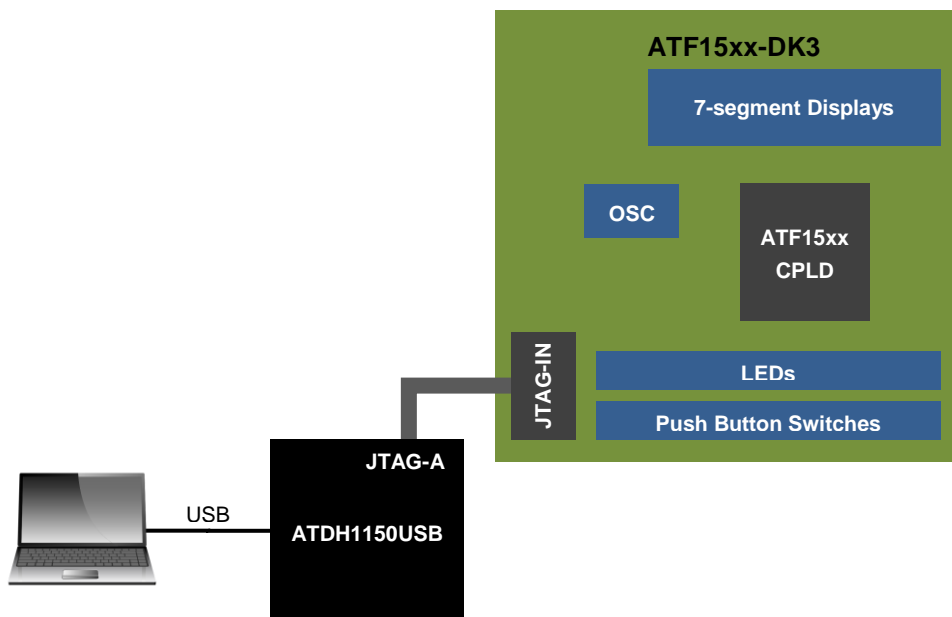 ATF15xx-DK3
7-segment Displays
OSC
ATF15xx
CPLD
JTAG-IN
LEDs
Push Button Switches
JTAG-A
USB
ATDH1150USB